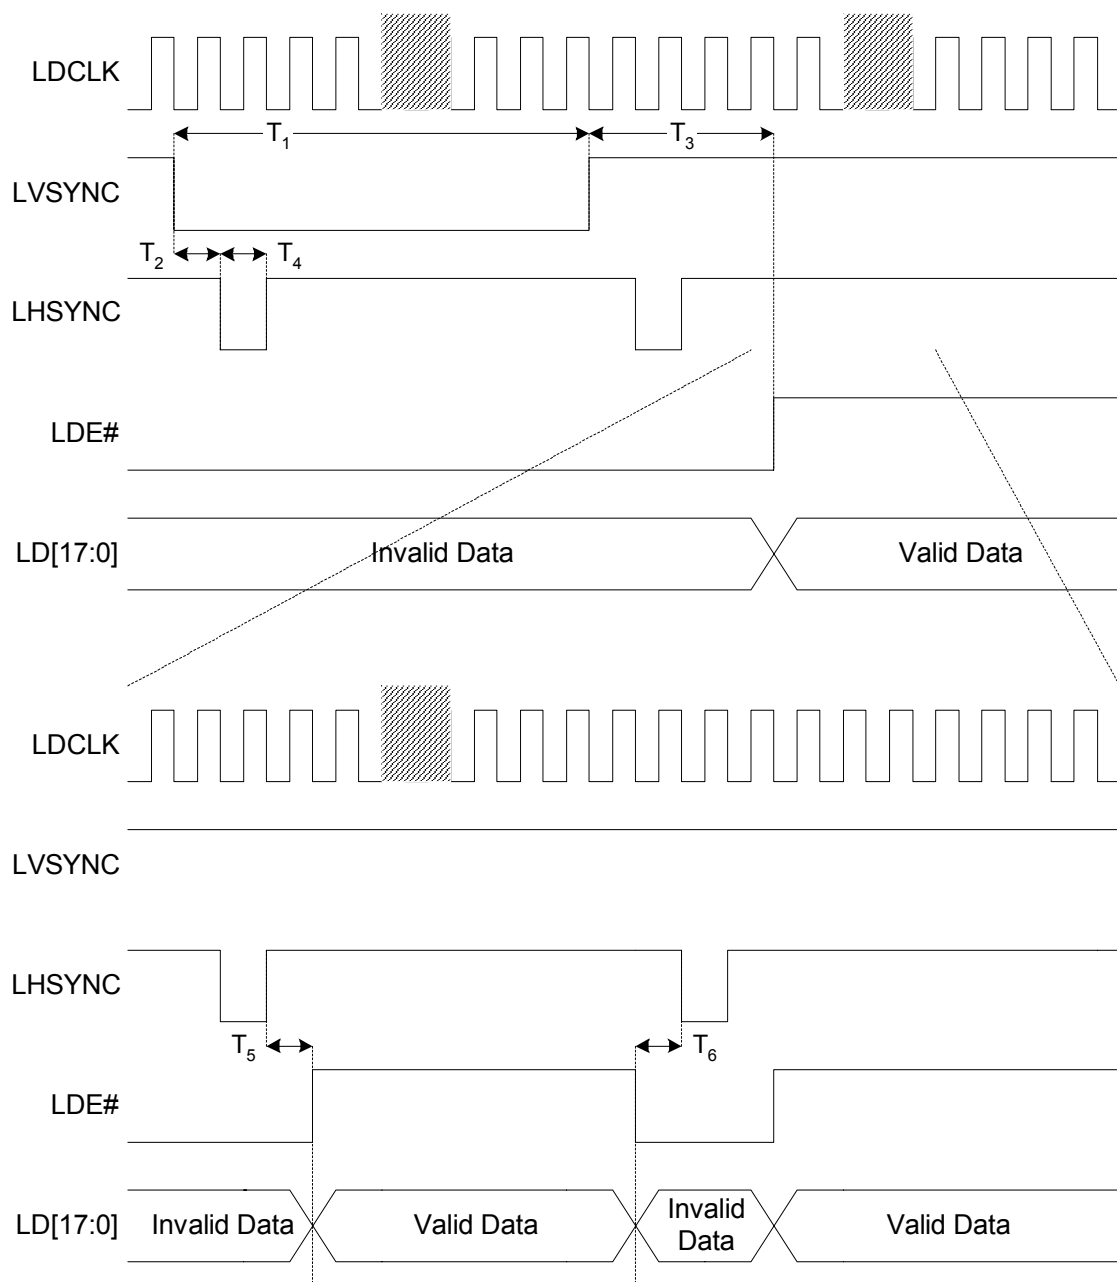 LDCLK
T1 T3
LVSYNC
T2 T4
LHSYNC
LDE#
LD[17:0] Invalid Data Valid Data
LDCLK
LVSYNC
LHSYNC
T5 T6
LDE#
LD[17:0] Invalid Data Valid Data Invalid
Data Valid Data